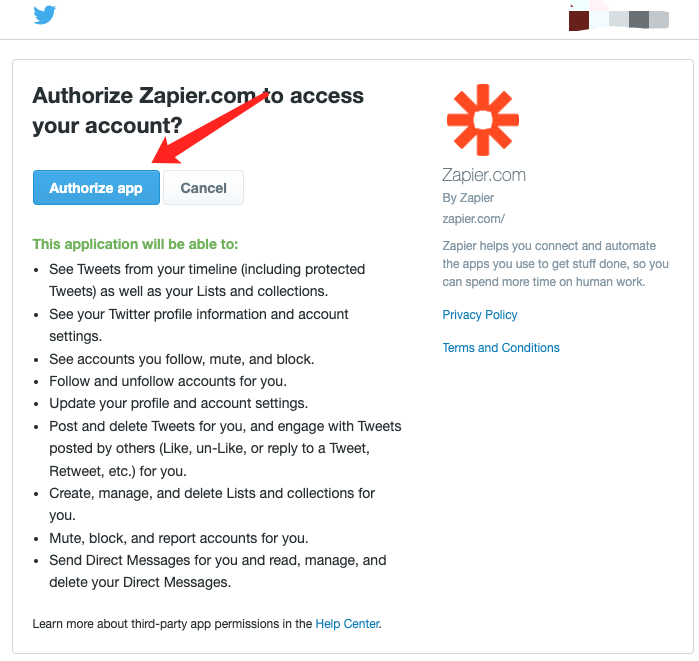 Authorize Zapier.com to access
your account?
Authorize app
Cancel
This application will be able to:
• See Tweets from your timeline (including protected
Tweets) as well as your Lists and collections.
• See your Twitter profile information and account
settings.
• See accounts you follow, mute, and block.
• Follow and unfollow accounts for you.
• Update your profile and account settings.
• Post and delete Tweets for you, and engage with Tweets
posted by others (Like, un-Like, or reply to a Tweet,
Retweet, etc.) for you.
• Create, manage, and delete Lists and collections for
you.
• Mute, block, and report accounts for you.
• Send Direct Messages for you and read, manage, and
delete your Direct Messages.
Learn more about third-party app permissions in the Help Center.
Zapier.com
By Zapier
zapier.com/
Zapier helps you connect and automate
the apps you use to get stuff done, so you
can spend more time on human work.
Privacy Policy
Terms and Conditions